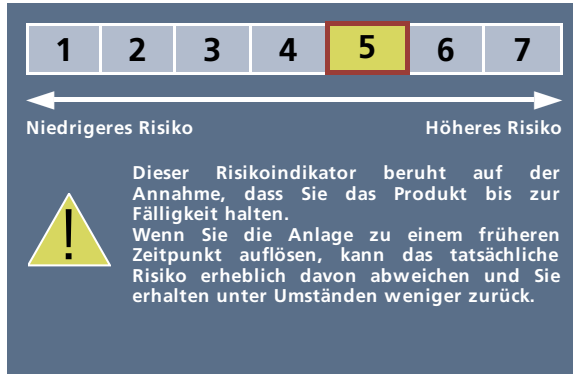 1 2 3 4 5 6 7
Niedrigeres Risiko Höheres Risiko
Dieser Risikoindikator beruht auf der
Annahme, dass Sie das Produkt bis zur
Fälligkeit halten.
Wenn Sie die Anlage zu einem früheren
Zeitpunkt auflösen, kann das tatsächliche
Risiko erheblich davon abweichen und Sie
erhalten unter Umständen weniger zurück.
!